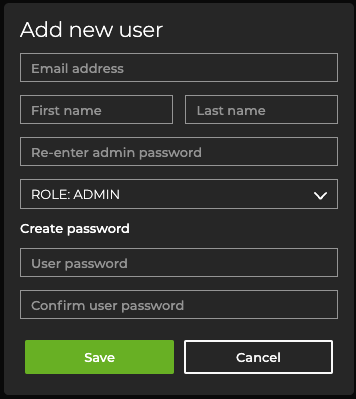 Add new user
Email address
First name Last name
Re-enter admin password
ROLE: ADMIN
Create password
User password
Confirm user password
Save Cancel